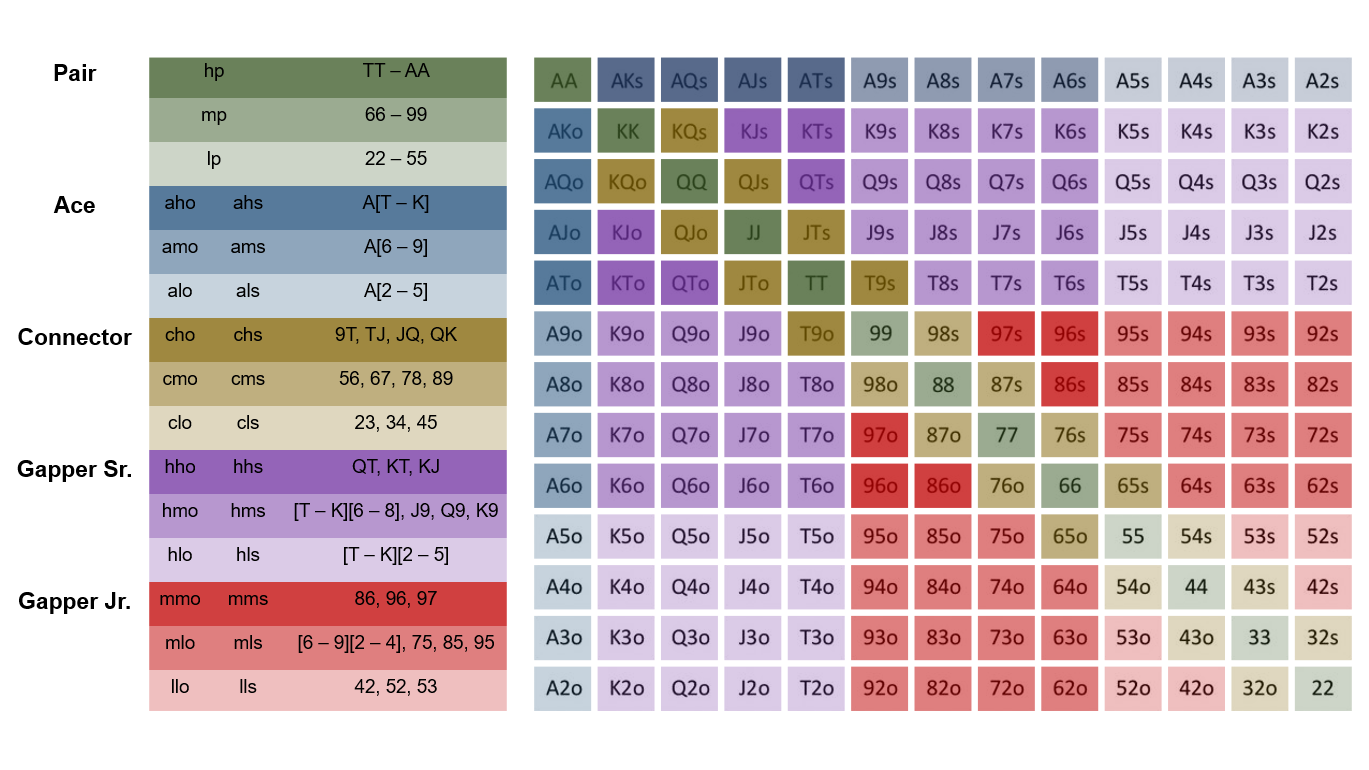 Pair hp TT – AA
mp 66 – 99
lp 22 – 55
Ace aho ahs A[T – K]
amo ams A[6 – 9]
alo als A[2 – 5]
Connector cho chs 9T, TJ, JQ, QK
cmo cms 56, 67, 78, 89
clo cls 23, 34, 45
Gapper Sr. hho hhs QT, KT, KJ
hmo hms [T – K][6 – 8], J9, Q9, K9
hlo hls [T – K][2 – 5]
Gapper Jr. mmo mms 86, 96, 97
mlo mls [6 – 9][2 – 4], 75, 85, 95
llo lls 42, 52, 53
AA AKs AQs AJs ATs A9s A8s A7s A6s A5s A4s A3s A2s
AKo KK KQs KJs KTs K9s K8s K7s K6s K5s K4s K3s K2s
AQo KQo QQ QJs QTs Q9s Q8s Q7s Q6s Q5s Q4s Q3s Q2s
AJo KJo QJo JJ JTs J9s J8s J7s J6s J5s J4s J3s J2s
ATo KTo QTo JTo TT T9s T8s T7s T6s T5s T4s T3s T2s
A9o K9o Q9o J9o T9o 99 98s 97s 96s 95s 94s 93s 92s
A8o K8o Q8o J8o T8o 98o 88 87s 86s 85s 84s 83s 82s
A7o K7o Q7o J7o T7o 97o 87o 77 76s 75s 74s 73s 72s
A6o K6o Q6o J6o T6o 96o 86o 76o 66 65s 64s 63s 62s
A5o K5o Q5o J5o T5o 95o 85o 75o 65o 55 54s 53s 52s
A4o K4o Q4o J4o T4o 94o 84o 74o 64o 54o 44 43s 42s
A3o K3o Q3o J3o T3o 93o 83o 73o 63o 53o 43o 33 32s
A2o K2o Q2o J2o T2o 92o 82o 72o 62o 52o 42o 32o 22